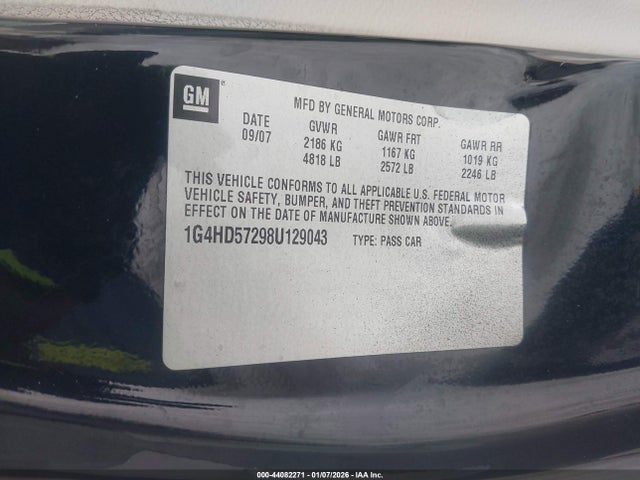 GM
MFD BY GENERAL MOTORS CORP.
DATE GVWR GAWR FRT GAWR RR
09/07 2186 KG 1167 KG 1019 KG
4818 LB 2572 LB 2246 LB
THIS VEHICLE CONFORMS TO ALL APPLICABLE U.S. FEDERAL MOTOR
VEHICLE SAFETY, BUMPER, AND THEFT PREVENTION STANDARDS IN
EFFECT ON THE DATE OF MANUFACTURE SHOWN ABOVE.
1G4HD57298U129043 TYPE: PASS CAR
000-44082271 - 01/07/2026 - IAA Inc.